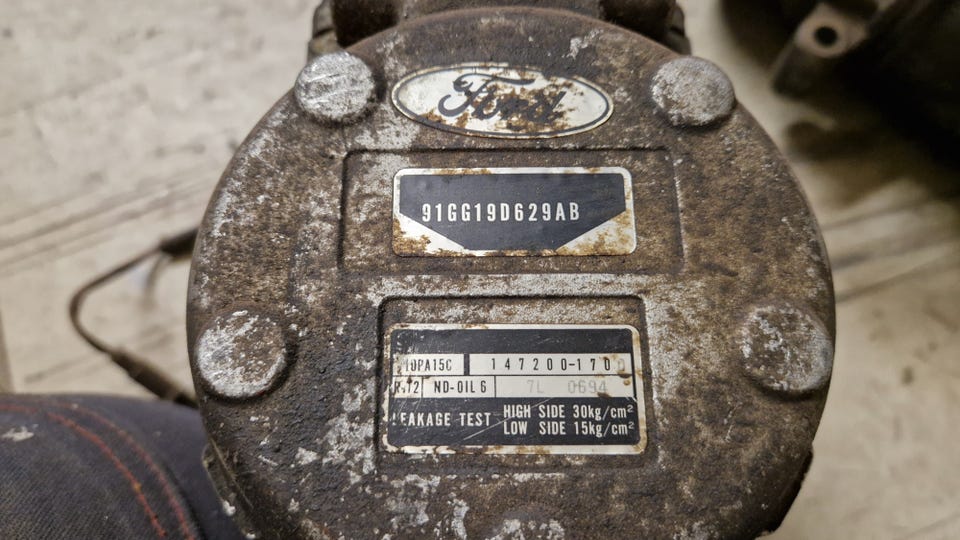 Ford
91GG19D629AB
10PA15C 147200-170
R.12 ND-OIL 6 7L 0694
LEAKAGE TEST HIGH SIDE 30kg/cm²
LOW SIDE 15kg/cm²